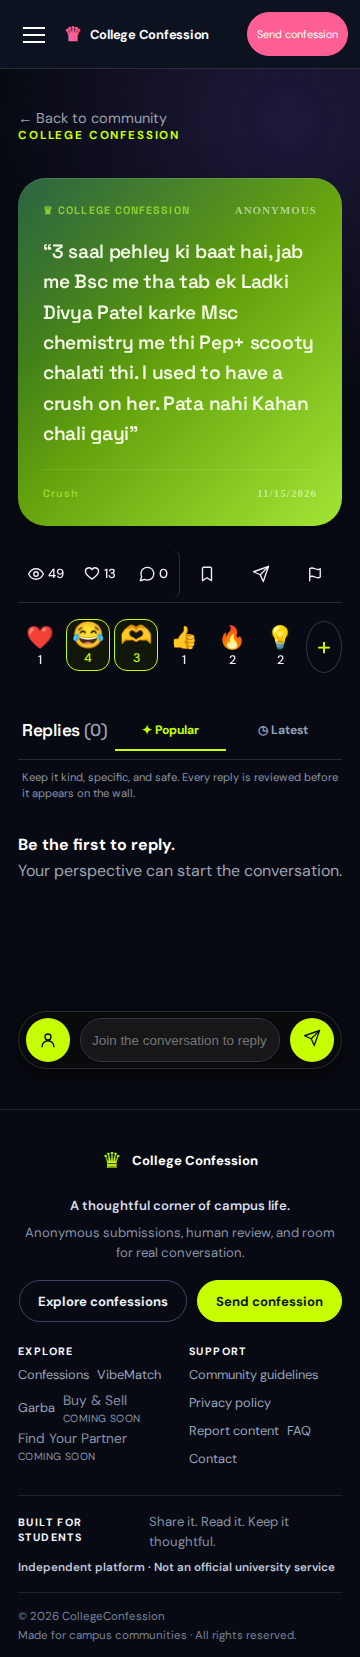 College Confession
Send confession
← Back to community
COLLEGE CONFESSION
♛ COLLEGE CONFESSION
ANONYMOUS
“3 saal pehley ki baat hai, jab
me Bsc me tha tab ek Ladki
Divya Patel karke Msc
chemistry me thi Pep+ scooty
chalati thi. I used to have a
crush on her. Pata nahi Kahan
chali gayi”
Crush
11/15/2026
49
13
0
1
4
3
1
2
2
+
Replies (0)
✦ Popular
◷ Latest
Keep it kind, specific, and safe. Every reply is reviewed before
it appears on the wall.
Be the first to reply.
Your perspective can start the conversation.
Join the conversation to reply
♛ College Confession
A thoughtful corner of campus life.
Anonymous submissions, human review, and room
for real conversation.
Explore confessions
Send confession
EXPLORE
Confessions VibeMatch
Garba Buy & Sell
COMING SOON
Find Your Partner
COMING SOON
SUPPORT
Community guidelines
Privacy policy
Report content FAQ
Contact
BUILT FOR
STUDENTS
Share it. Read it. Keep it
thoughtful.
Independent platform · Not an official university service
© 2026 CollegeConfession
Made for campus communities · All rights reserved.